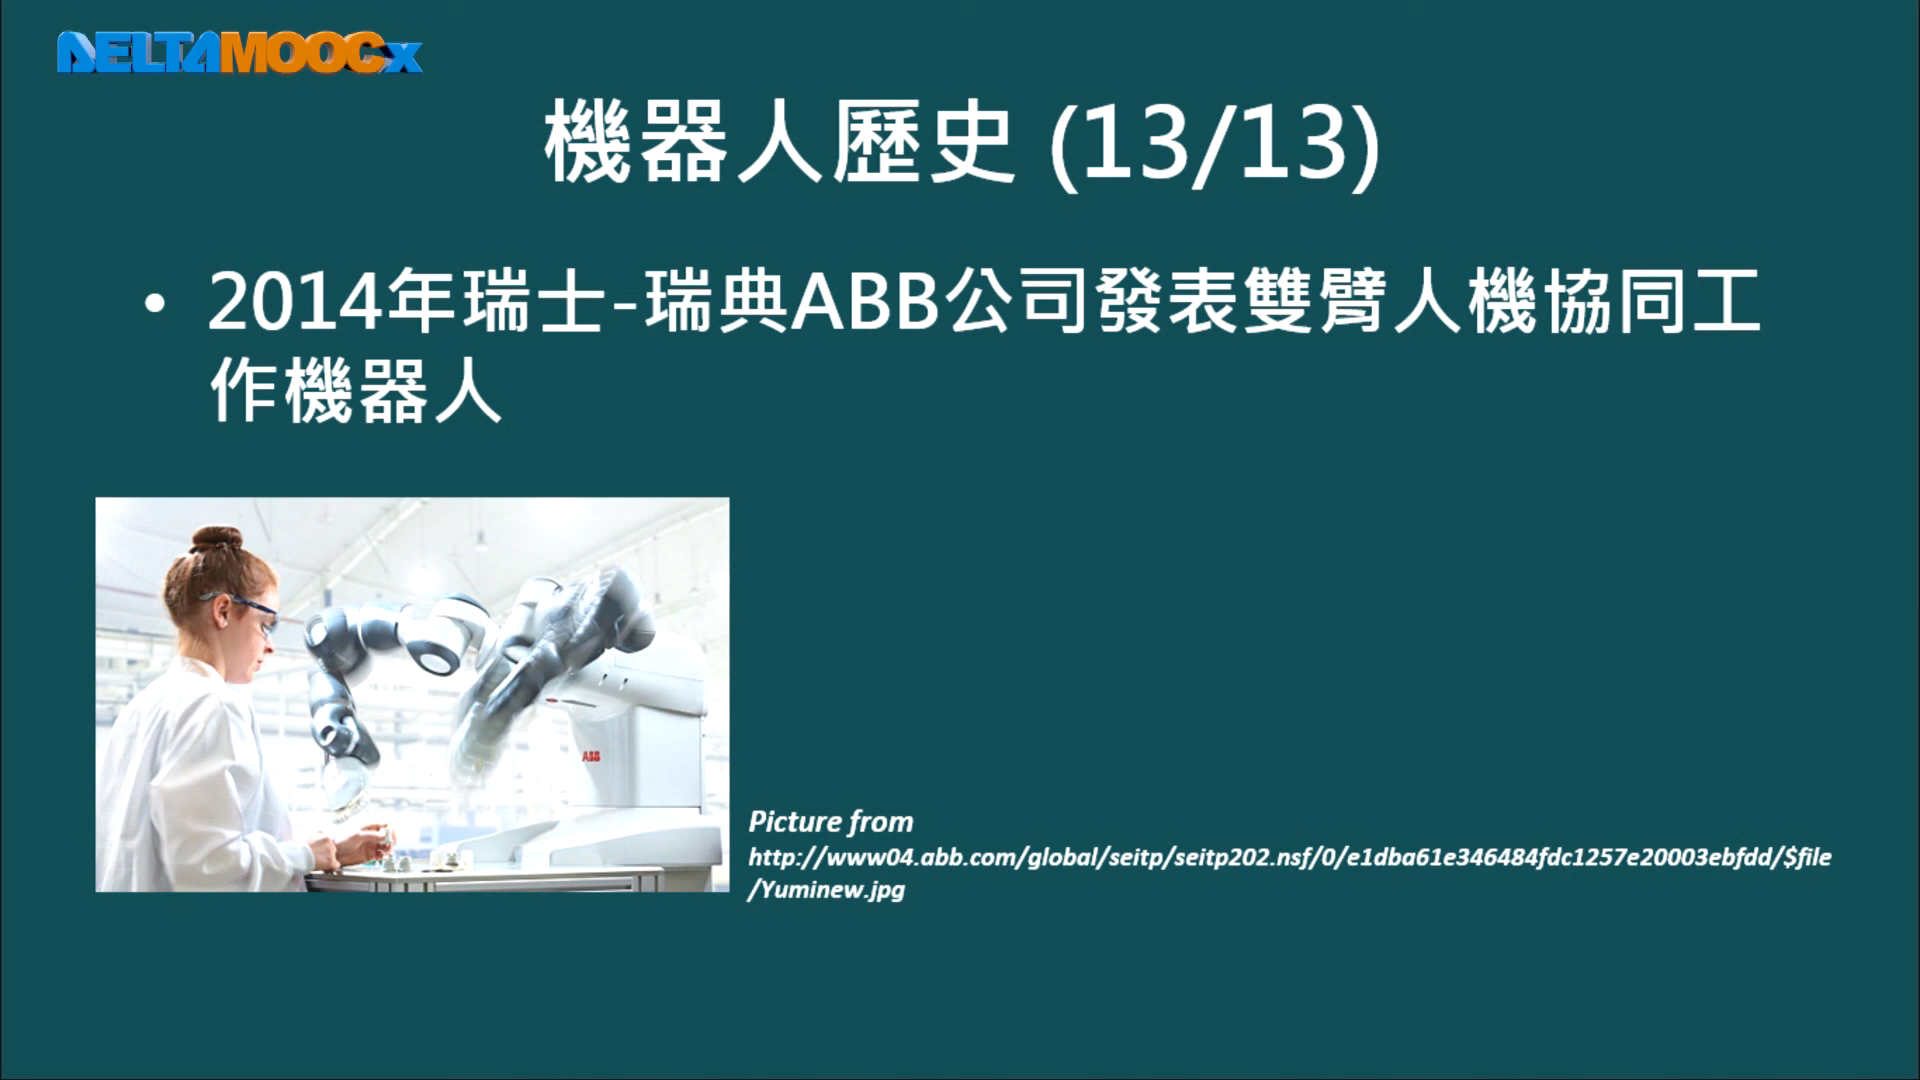 DELTAMOOCx
機器人歷史 (13/13)
• 2014年瑞士-瑞典ABB公司發表雙臂人機協同工
作機器人
ABB
Picture from
http://www04.abb.com/global/seitp/seitp202.nsf/0/e1dba61e346484fdc1257e20003ebfdd/$file
/Yuminew.jpg